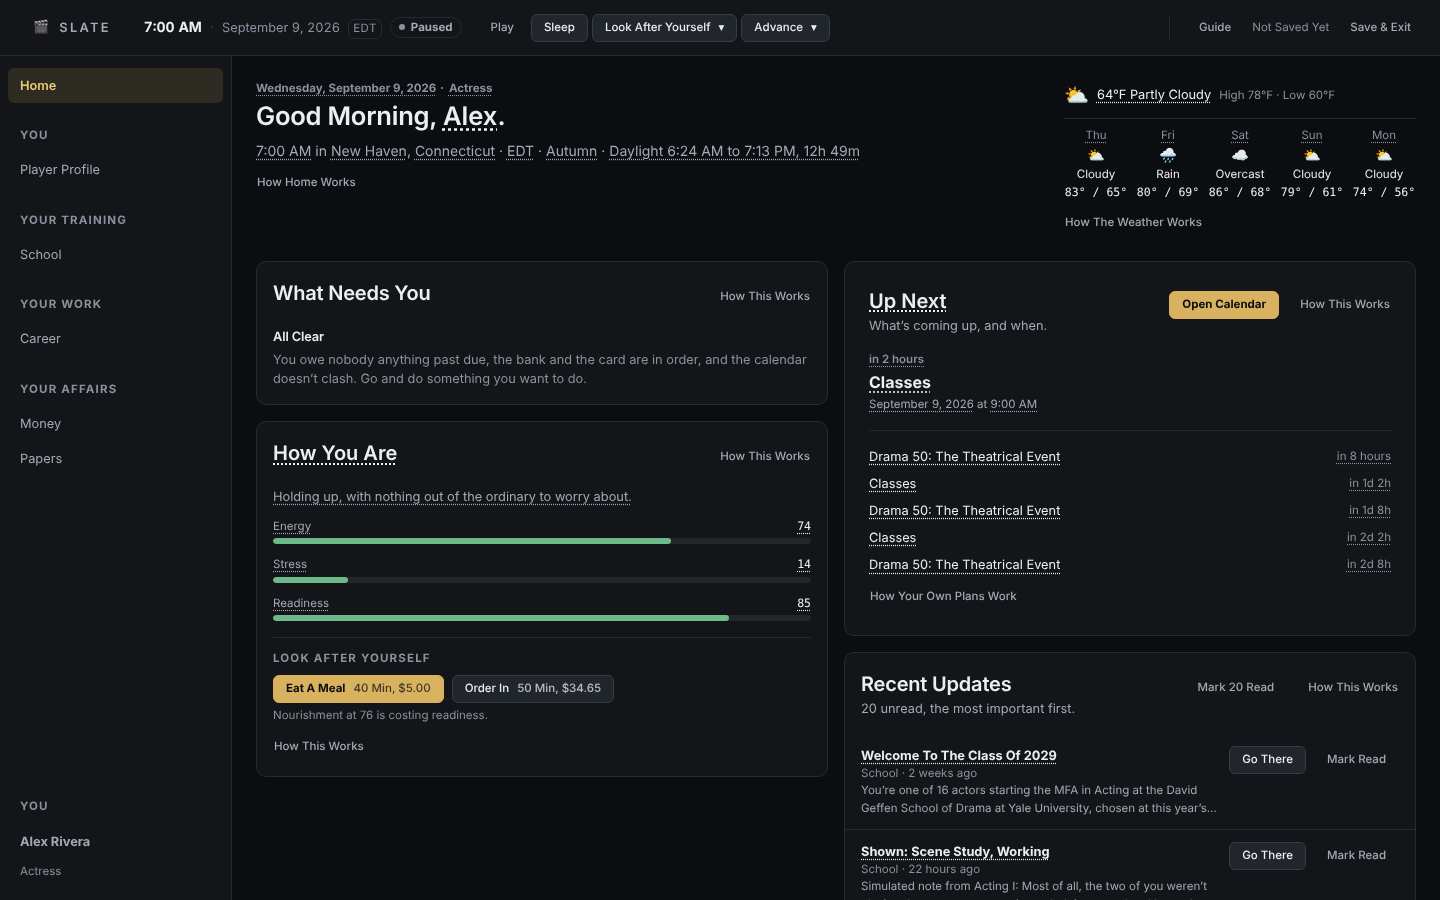 SLATE
7:00 AM · September 9, 2026 EDT
Paused
Play
Sleep
Look After Yourself ▾
Advance ▾
Guide
Not Saved Yet
Save & Exit
Home
YOU
Player Profile
YOUR TRAINING
School
YOUR WORK
Career
YOUR AFFAIRS
Money
Papers
YOU
Alex Rivera
Actress
Wednesday, September 9, 2026 · Actress
Good Morning, Alex.
7:00 AM in New Haven, Connecticut · EDT · Autumn · Daylight 6:24 AM to 7:13 PM, 12h 49m
How Home Works
64°F Partly Cloudy High 78°F · Low 60°F
Thu Fri Sat Sun Mon
Cloudy Rain Overcast Cloudy Cloudy
83° / 65° 80° / 69° 86° / 68° 79° / 61° 74° / 56°
How The Weather Works
What Needs You
How This Works
All Clear
You owe nobody anything past due, the bank and the card are in order, and the calendar
doesn't clash. Go and do something you want to do.
How You Are
How This Works
Holding up, with nothing out of the ordinary to worry about.
Energy 74
Stress 14
Readiness 85
LOOK AFTER YOURSELF
Eat A Meal 40 Min, $5.00
Order In 50 Min, $34.65
Nourishment at 76 is costing readiness.
How This Works
Up Next
Open Calendar
How This Works
What's coming up, and when.
in 2 hours
Classes
September 9, 2026 at 9:00 AM
Drama 50: The Theatrical Event in 8 hours
Classes in 1d 2h
Drama 50: The Theatrical Event in 1d 8h
Classes in 2d 2h
Drama 50: The Theatrical Event in 2d 8h
How Your Own Plans Work
Recent Updates
Mark 20 Read
How This Works
20 unread, the most important first.
Welcome To The Class Of 2029
Go There
Mark Read
School · 2 weeks ago
You're one of 16 actors starting the MFA in Acting at the David
Geffen School of Drama at Yale University, chosen at this year's...
Shown: Scene Study, Working
Go There
Mark Read
School · 22 hours ago
Simulated note from Acting I: Most of all, the two of you weren't